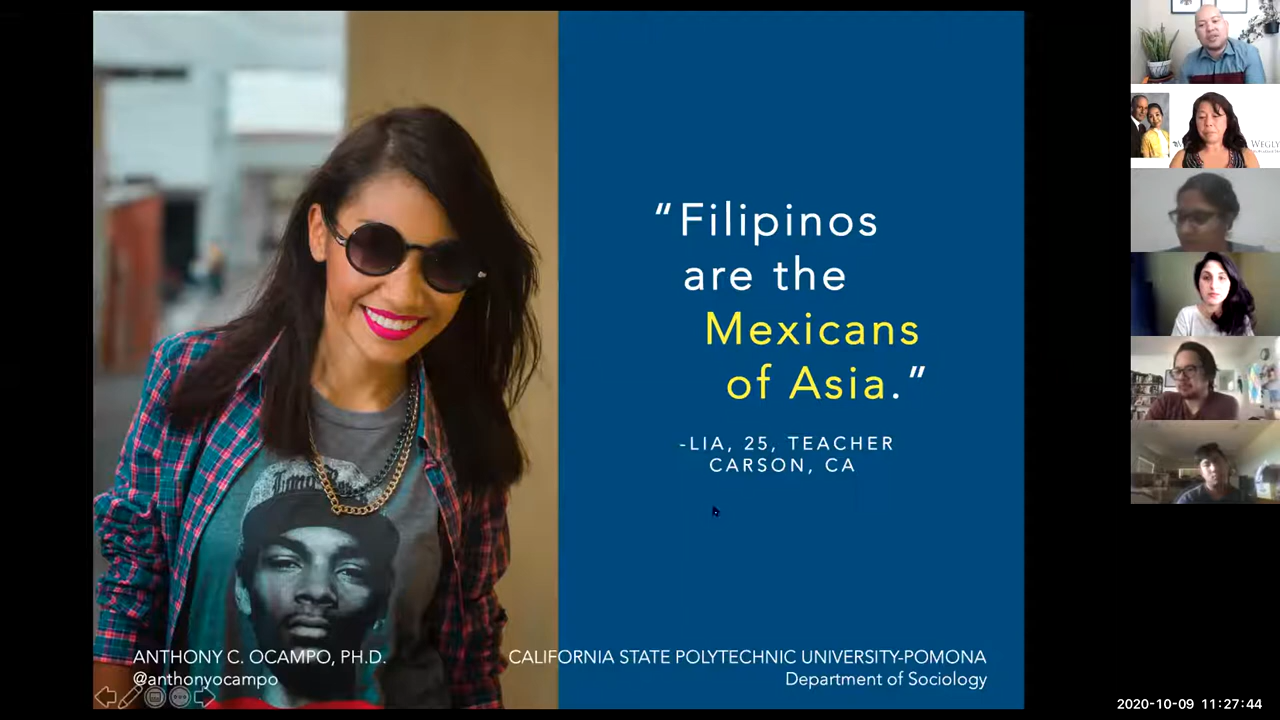 “Filipinos
are the
Mexicans
of Asia.”
-LIA, 25, TEACHER
CARSON, CA
ANTHONY C. OCAMPO, PH.D.
@anthonyocampo
CALIFORNIA STATE POLYTECHNIC UNIVERSITY-POMONA
Department of Sociology
WEGLY
2020-10-09 11:27:44